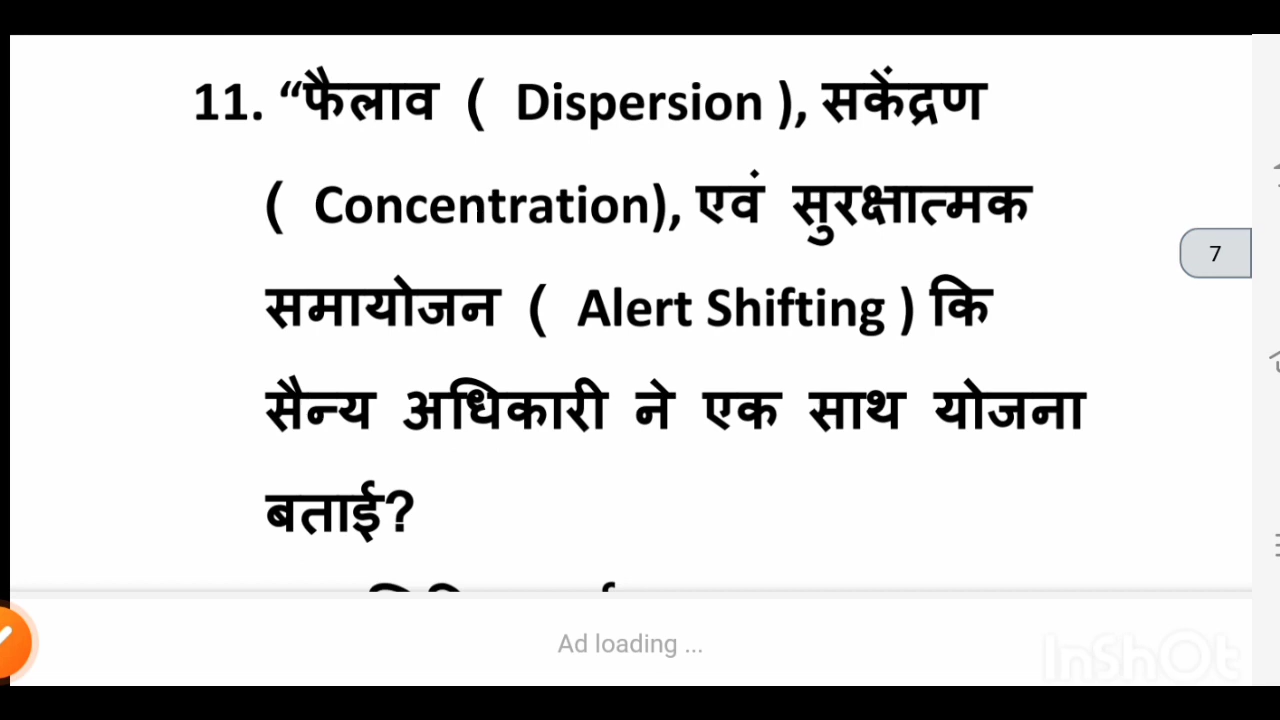 11. “फैलाव ( Dispersion ), सकेंद्रण
( Concentration), एवं सुरक्षात्मक
समायोजन ( Alert Shifting ) कि
सैन्य अधिकारी ने एक साथ योजना
बताई?
7
Ad loading ...
InShOt